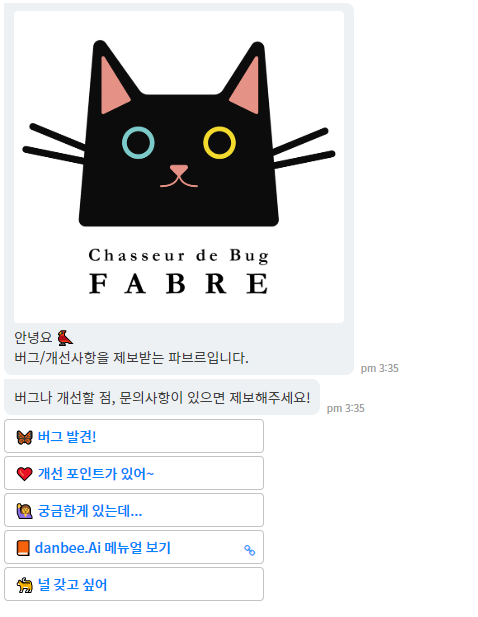 Chasseur de Bug
FABRE
안녕요
버그/개선사항을 제보받는 파브르입니다.
pm 3:35
버그나 개선할 점, 문의사항이 있으면 제보해주세요!
pm 3:35
버그 발견!
개선 포인트가 있어~
궁금한게 있는데...
danbee.Ai 메뉴얼 보기
널 갖고 싶어